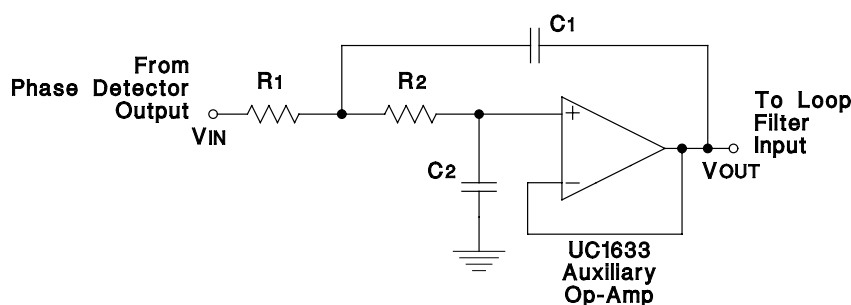 C1
From
Phase Detector
Output
R1
R2
VIN
+
To Loop
Filter
Input
C2
−
VOUT
UC1633
Auxiliary
Op-Amp